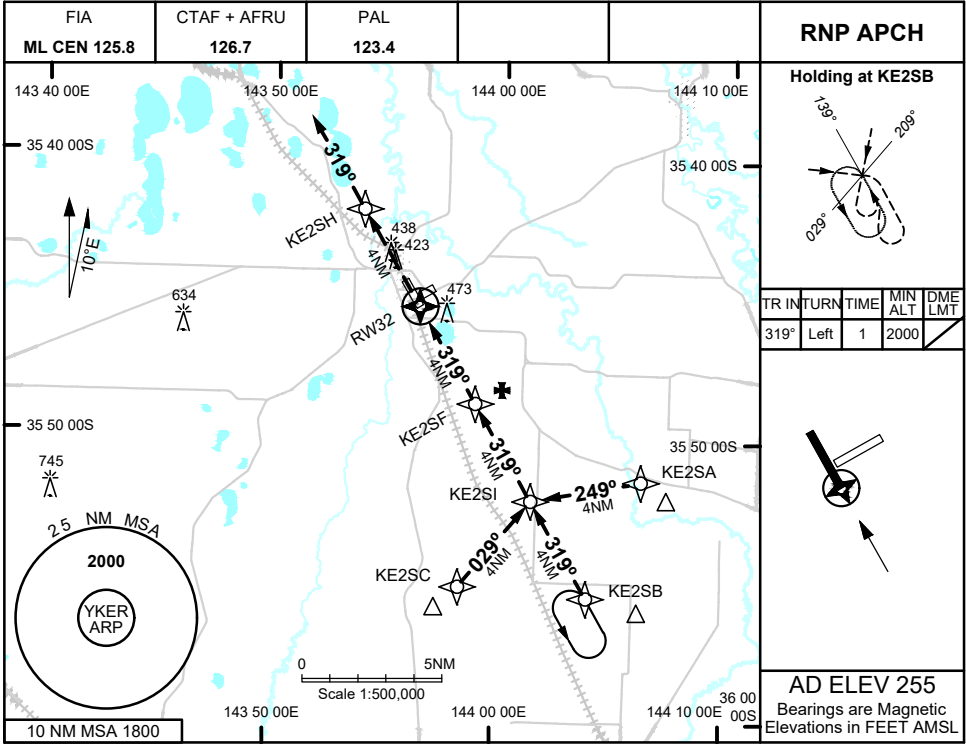 FIA
ML CEN 125.8
CTAF + AFRU
126.7
PAL
123.4
RNP APCH
143 40 00E
143 50 00E
144 00 00E
144 10 00E
35 40 00S
35 40 00S
319°
KE2SH
438
423
4NM
10°E
634
473
RW32
319°
4NM
KE2SF
35 50 00S
35 50 00S
319°
4NM
745
KE2SI
KE2SA
249°
4NM
029°
4NM
319°
4NM
KE2SC
KE2SB
25 NM MSA
2000
YKER
ARP
0 5NM
Scale 1:500,000
143 50 00E
144 00 00E
144 10 00E
36 00
00S
10 NM MSA 1800
Holding at KE2SB
139°
209°
029°
TR IN TURN TIME MIN ALT DME LMT
319° Left 1 2000
AD ELEV 255
Bearings are Magnetic
Elevations in FEET AMSL